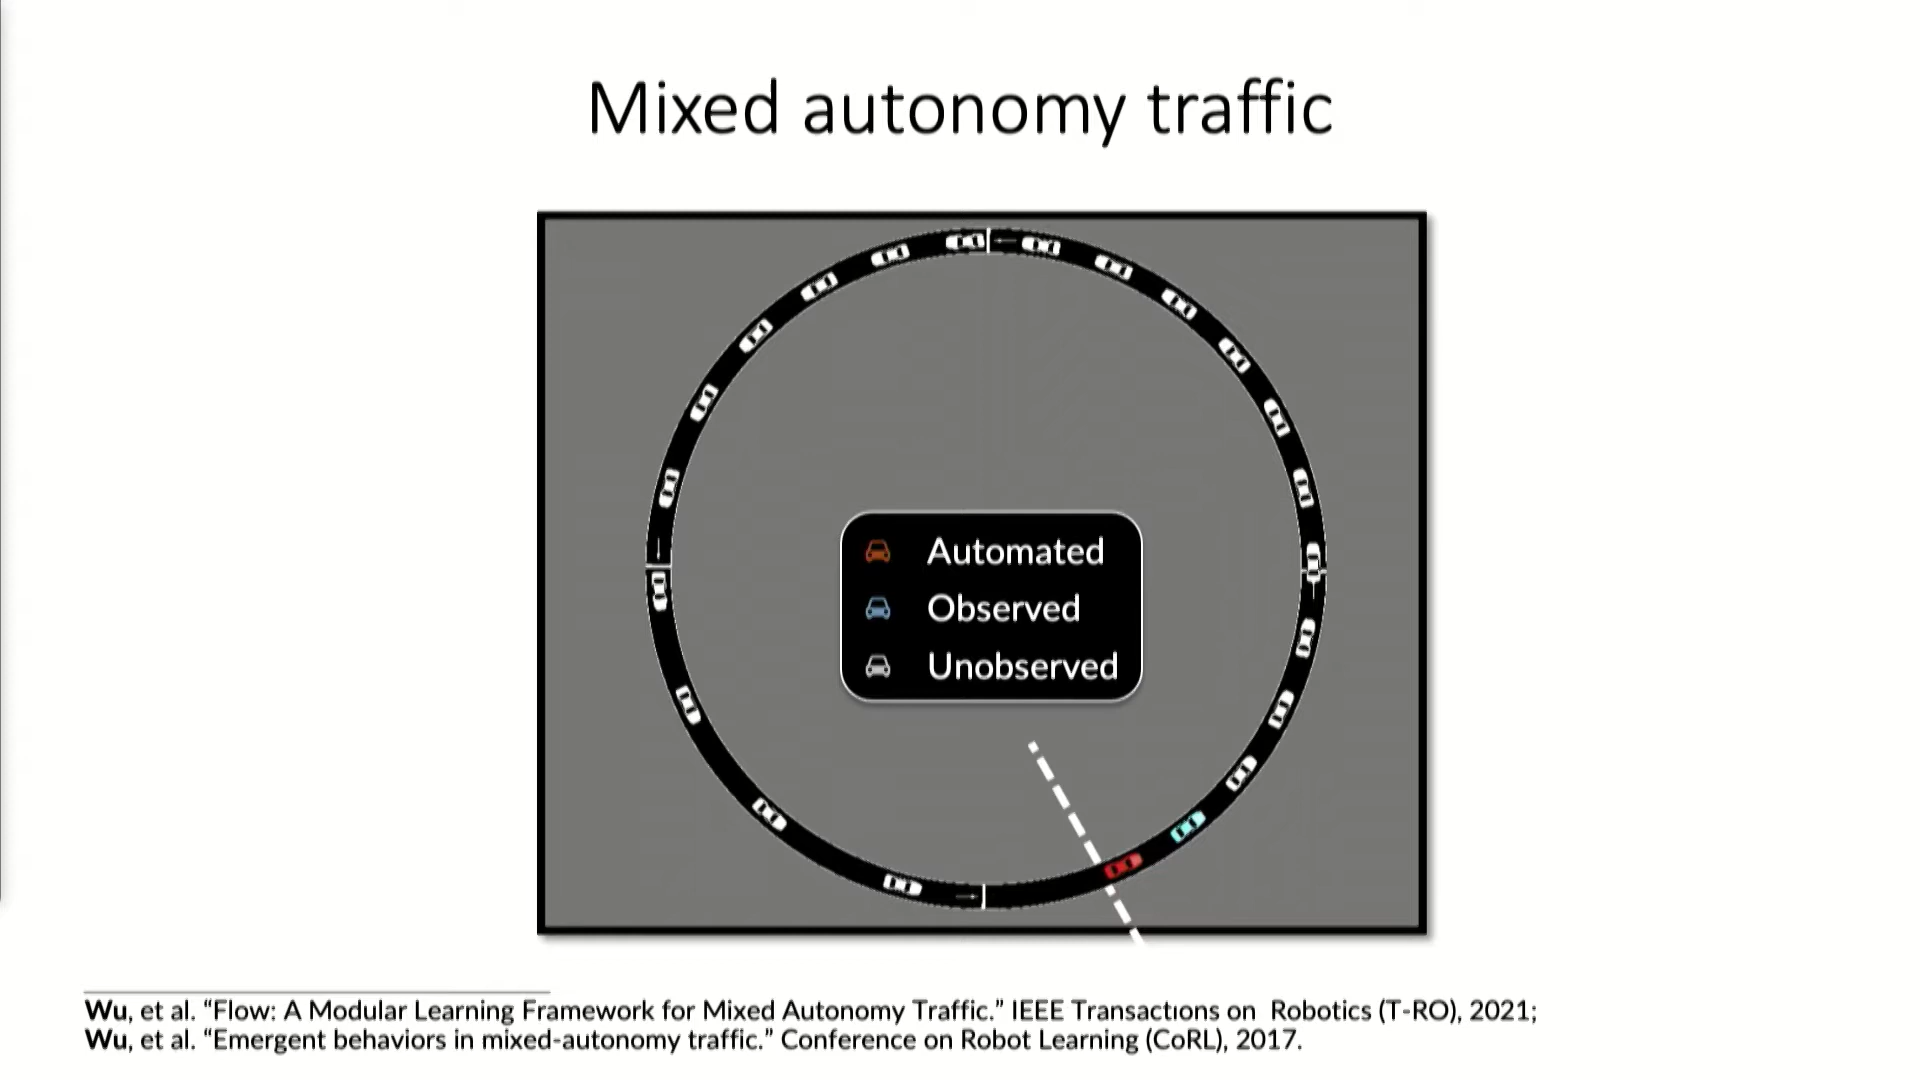 Mixed autonomy traffic
Automated
Observed
Unobserved
Wu, et al. “Flow: A Modular Learning Framework for Mixed Autonomy Traffic.” IEEE Transactions on Robotics (T-RO), 2021;
Wu, et al. “Emergent behaviors in mixed-autonomy traffic.” Conference on Robot Learning (CoRL), 2017.